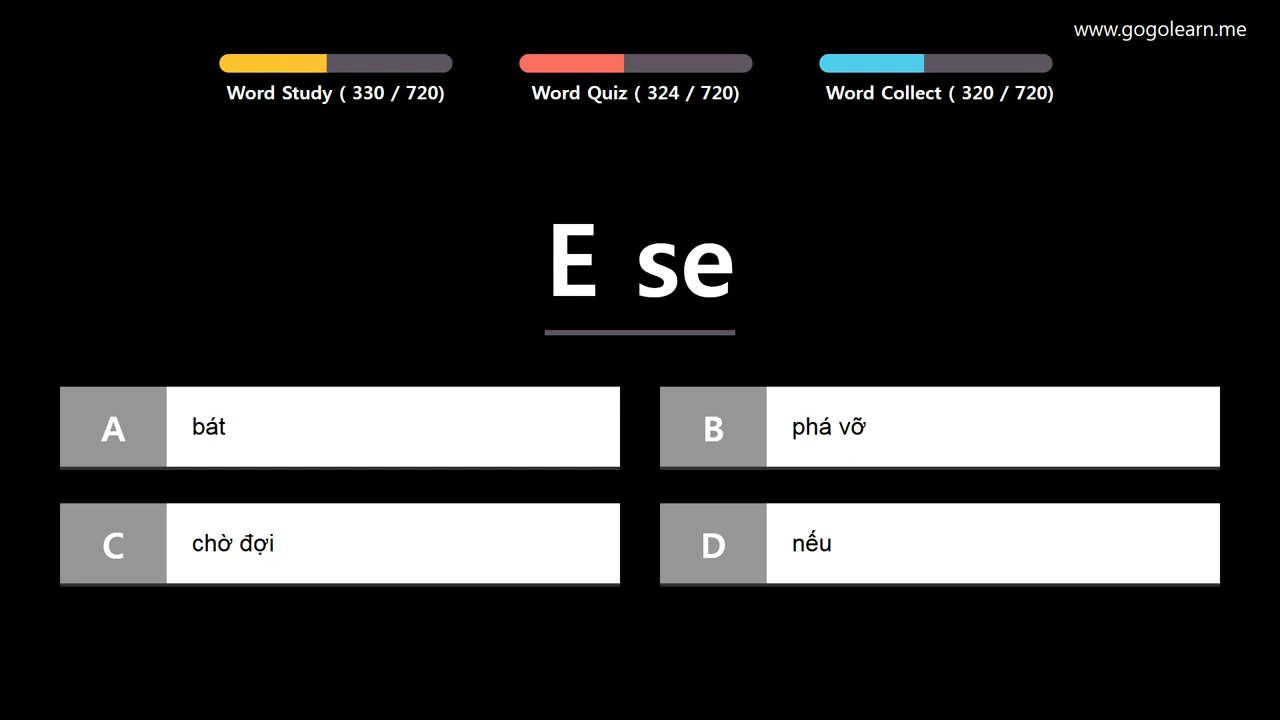 www.gogolearn.me
Word Study ( 330 / 720)
Word Quiz ( 324 / 720)
Word Collect ( 320 / 720)
E se
A bát
B phá vỡ
C chờ đợi
D nếu